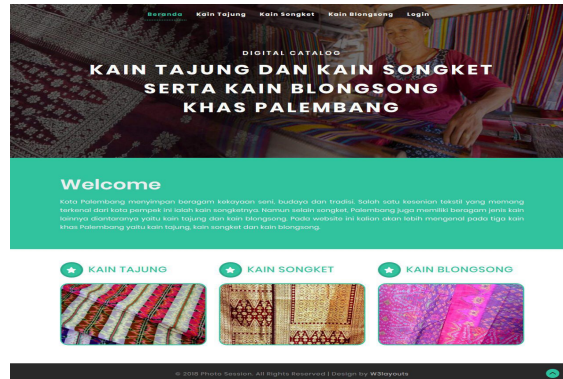 Beranda Kain Tajung Kain Songket Kain Blongsong Login
DIGITAL CATALOG
KAIN TAJUNG DAN KAIN SONGKET
SERTA KAIN BLONGSONG
KHAS PALEMBANG
Welcome
Kota Palembang menyimpan beragam kekayaan seni, budaya dan tradisi. Salah satu kesenian tekstil yang memang
terkenal dari kota pempek ini ialah kain songketnya. Namun selain songket, Palembang juga memiliki beragam jenis kain
lainnya diantaranya yaitu kain tajung dan kain blongsong. Pada website ini kalian akan lebih mengenal pada tiga kain
khas Palembang yaitu kain tajung, kain songket dan kain blongsong.
KAIN TAJUNG KAIN SONGKET KAIN BLONGSONG
© 2018 Photo Session. All Rights Reserved | Design by W3layouts